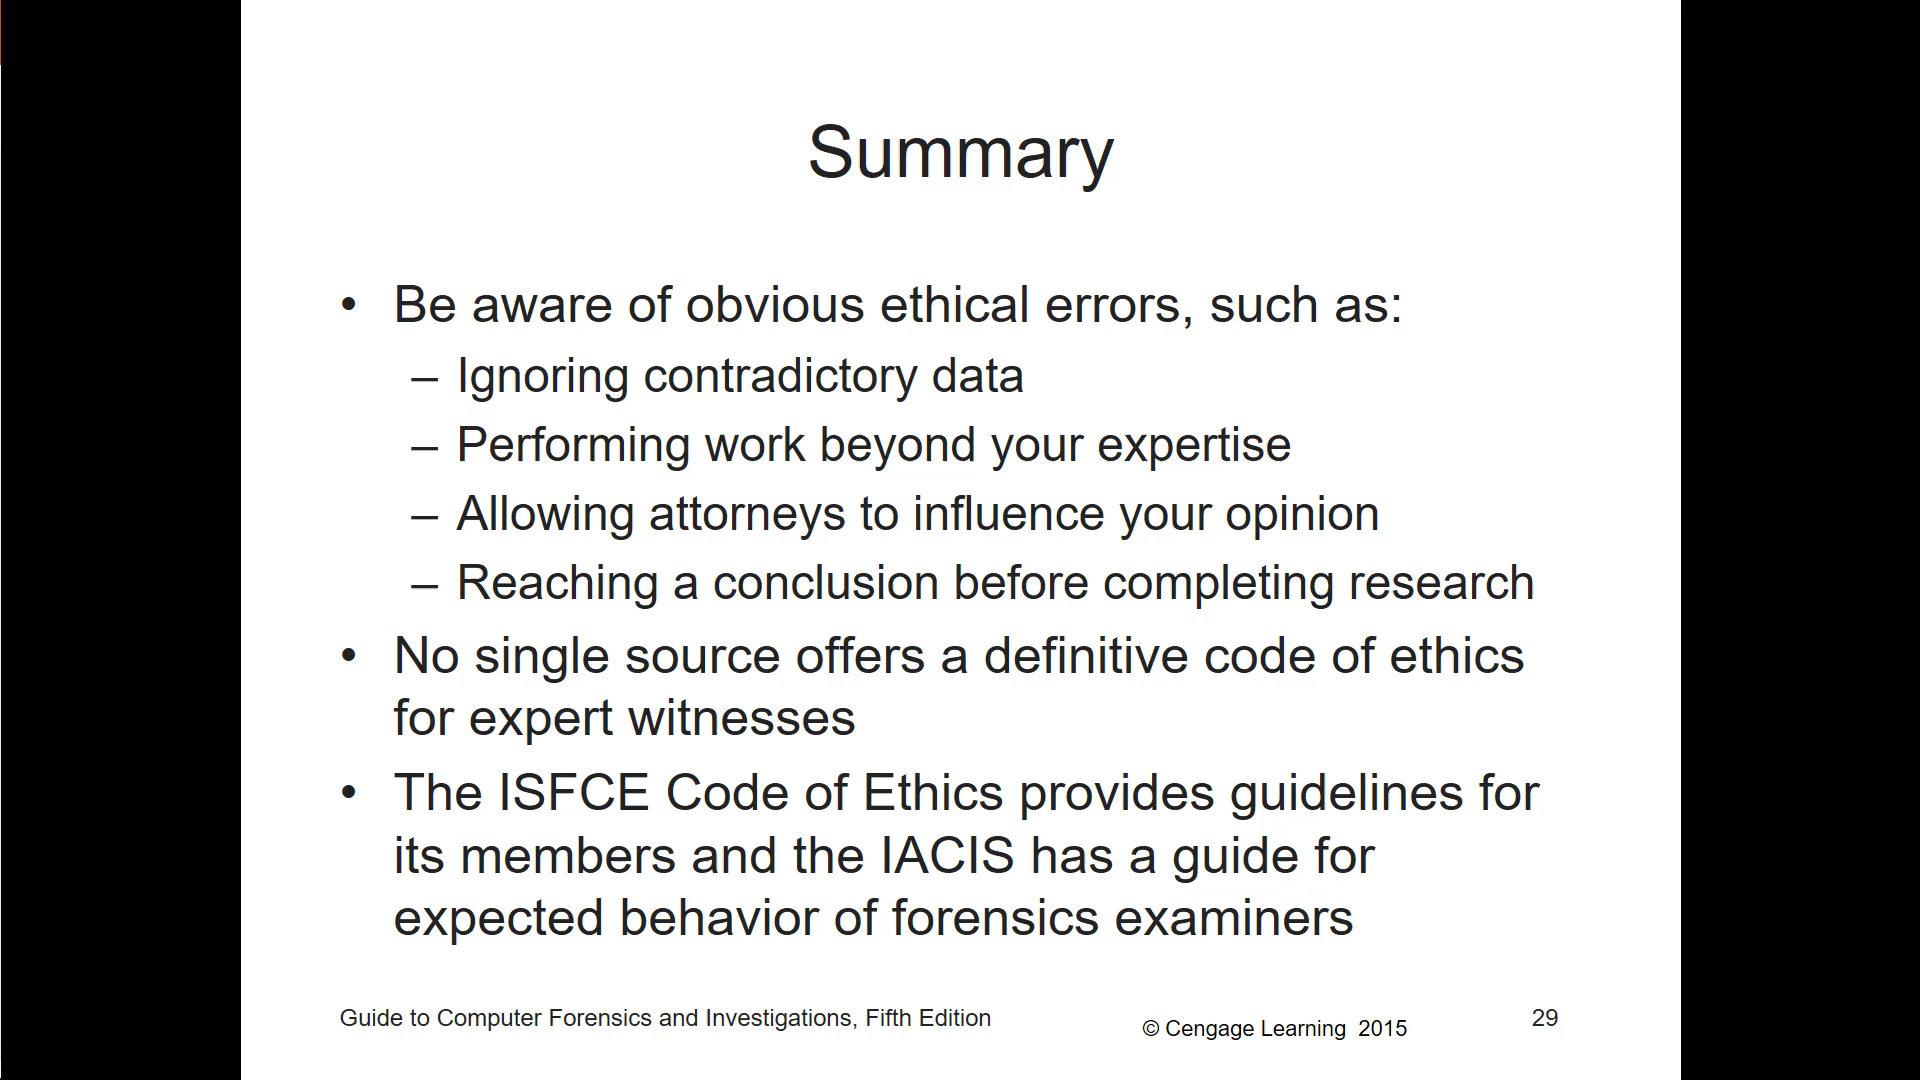 Summary
• Be aware of obvious ethical errors, such as:
– Ignoring contradictory data
– Performing work beyond your expertise
– Allowing attorneys to influence your opinion
– Reaching a conclusion before completing research
• No single source offers a definitive code of ethics
for expert witnesses
• The ISFCE Code of Ethics provides guidelines for
its members and the IACIS has a guide for
expected behavior of forensics examiners
Guide to Computer Forensics and Investigations, Fifth Edition
© Cengage Learning 2015
29